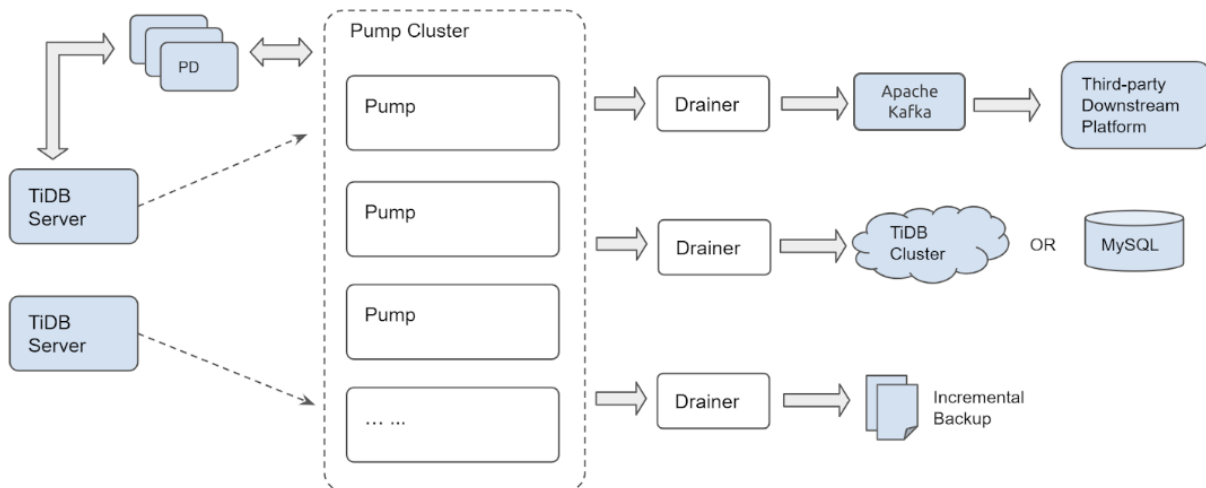 Pump Cluster
PD
Pump
Drainer
Apache
Kafka
Third-party
Downstream
Platform
TiDB
Server
Pump
Drainer
TiDB
Cluster
OR
MySQL
TiDB
Server
Pump
... ...
Drainer
Incremental
Backup